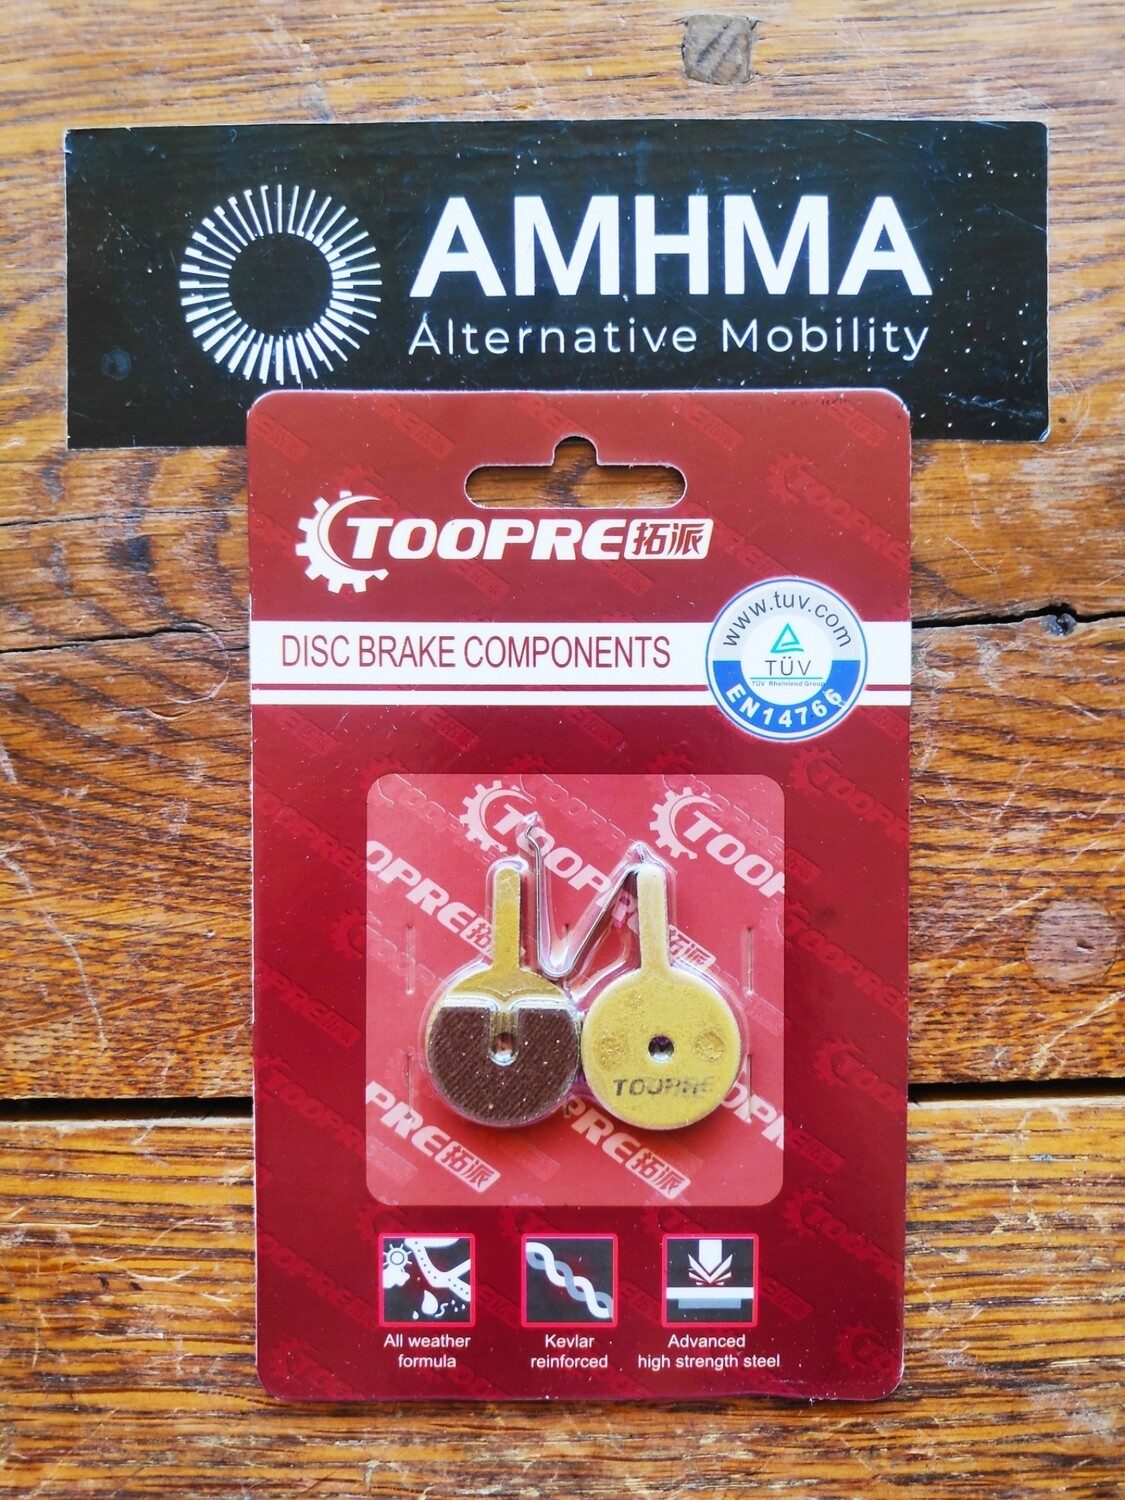 AMHMA
Alternative Mobility
TOOPRE拓派
DISC BRAKE COMPONENTS
www.tuv.com
TÜV
TÜV Rheinland Group
EN14766
TOOPRE
All weather
formula
Kevlar
reinforced
Advanced
high strength steel